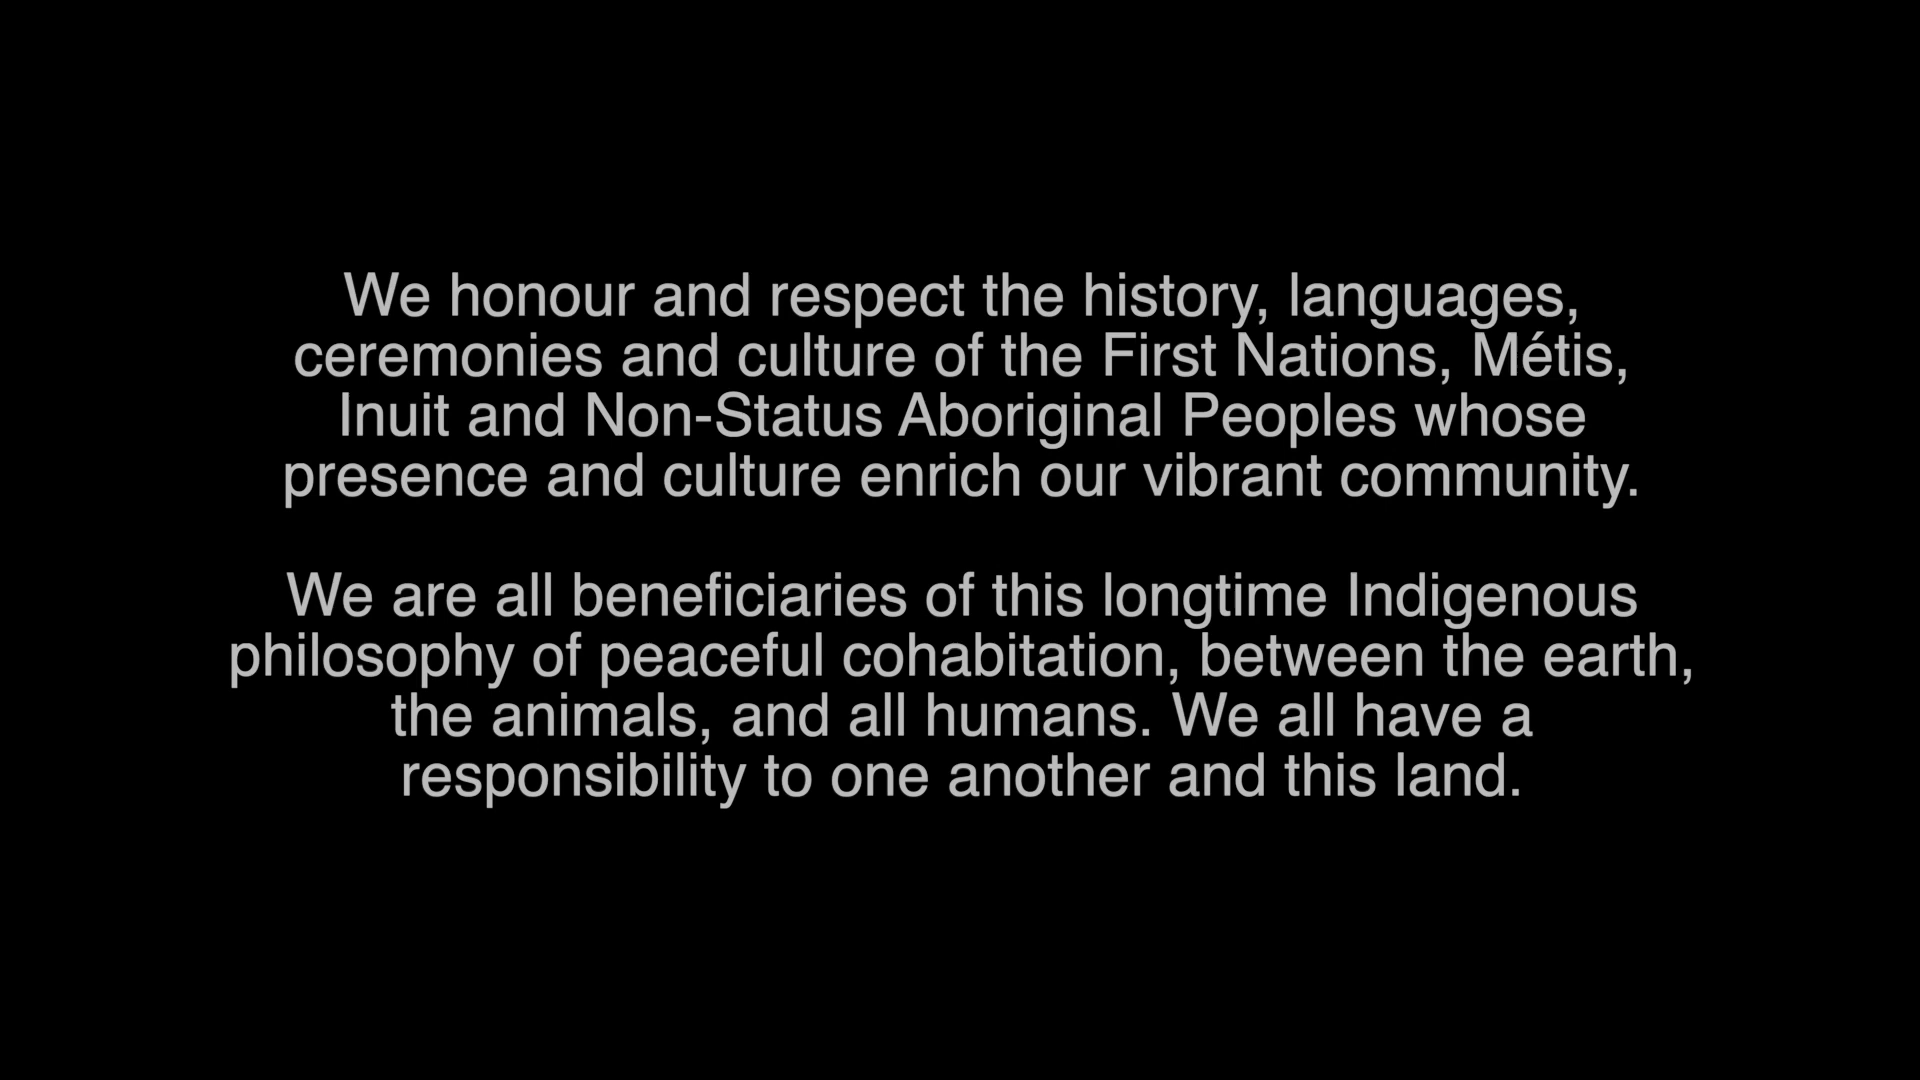 We honour and respect the history, languages,
ceremonies and culture of the First Nations, Métis,
Inuit and Non-Status Aboriginal Peoples whose
presence and culture enrich our vibrant community.
We are all beneficiaries of this longtime Indigenous
philosophy of peaceful cohabitation, between the earth,
the animals, and all humans. We all have a
responsibility to one another and this land.